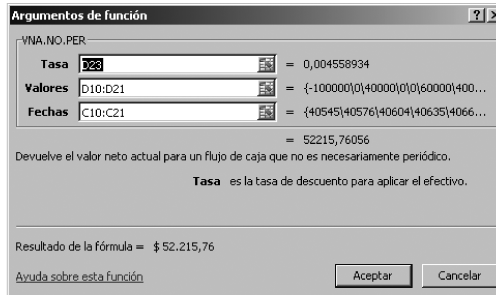 Argumentos de función
VNA.NO.PER
Tasa D23 = 0,004558934
Valores D10:D21 = {-100000\0\40000\0\0\60000\400...
Fechas C10:C21 = {40545\40576\40604\40635\4066...
= 52215,76056
Devuelve el valor neto actual para un flujo de caja que no es necesariamente periódico.
Tasa es la tasa de descuento para aplicar el efectivo.
Resultado de la fórmula = $ 52.215,76
Ayuda sobre esta función Aceptar Cancelar